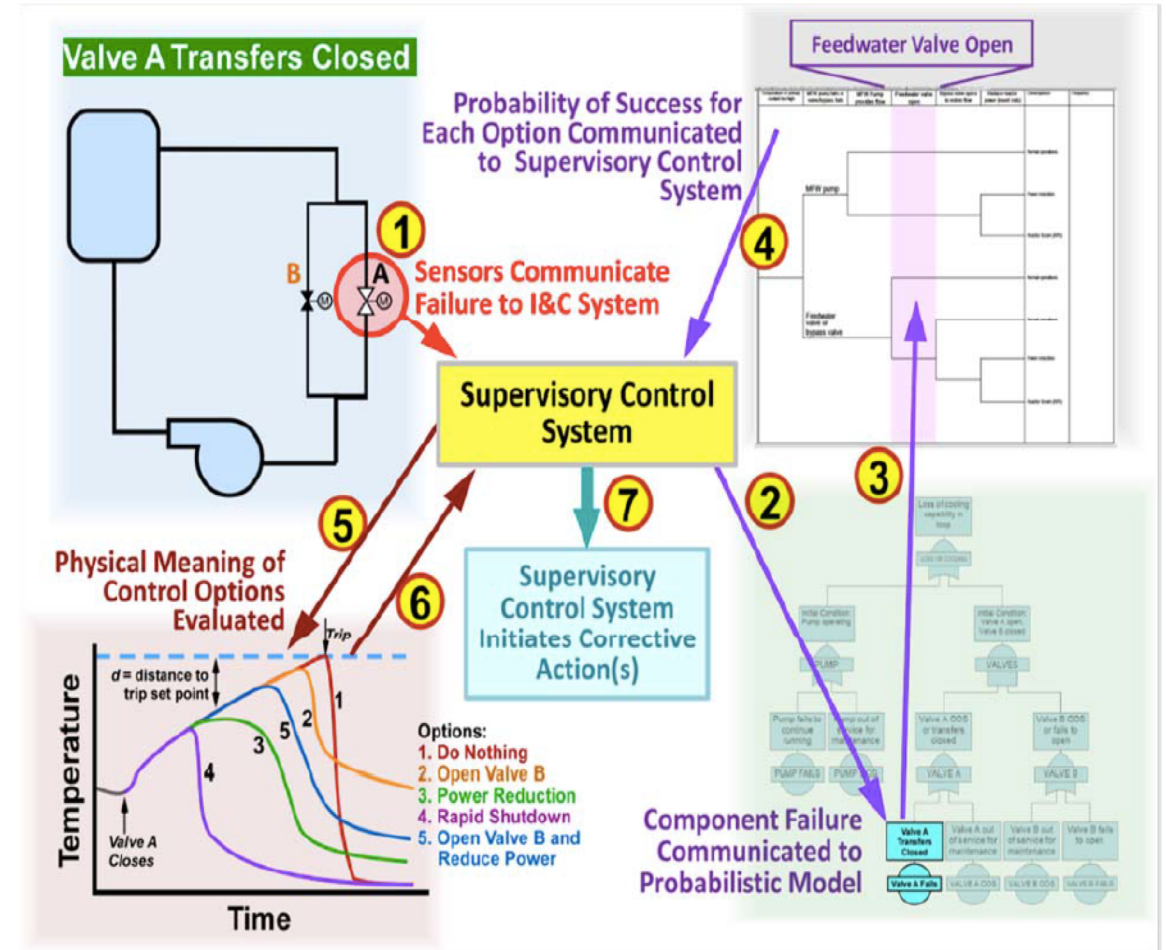 Valve A Transfers Closed
Feedwater Valve Open
Probability of Success for
Each Option Communicated
to Supervisory Control
System
MFW pump
Feedwater
valve or
bypass valve
4
1
B
A
M
M
Sensors Communicate
Failure to I&C System
Supervisory Control
System
3
2
7
5
6
Supervisory
Control System
Initiates Corrective
Action(s)
Physical Meaning of
Control Options
Evaluated
Trip
d = distance to
trip set point
Temperature
1
2
5
3
4
Valve A
Closes
Time
Options:
1. Do Nothing
2. Open Valve B
3. Power Reduction
4. Rapid Shutdown
5. Open Valve B and
Reduce Power
Component Failure
Communicated to
Probabilistic Model
Loss of cooling
capability in
loop
LOSS OF COOLING
Initial Condition:
Pump operating
Initial Condition:
Valve A open,
Valve B closed
PUMP
VALVES
Pump fails to
continue
running
Pump out of
service for
maintenance
Valve A OOS
or transfers
closed
Valve B OOS
or fails to
open
PUMP FAILS
PUMP OOS
VALVE A
VALVE B
Valve A
Transfers
Closed
Valve A out
of service for
maintenance
Valve B out
of service for
maintenance
Valve B fails
to open
Valve A Fails
VALVE A OOS
VALVE B OOS
VALVE B FAILS